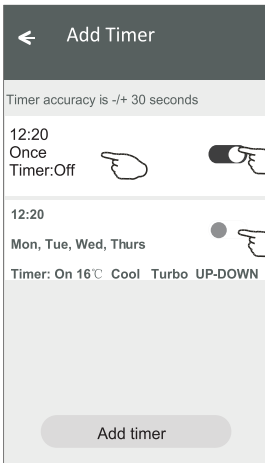 Add Timer
Timer accuracy is -/+ 30 seconds
12:20
Once
Timer:Off
12:20
Mon, Tue, Wed, Thurs
Timer: On 16℃ Cool Turbo UP-DOWN
Add timer